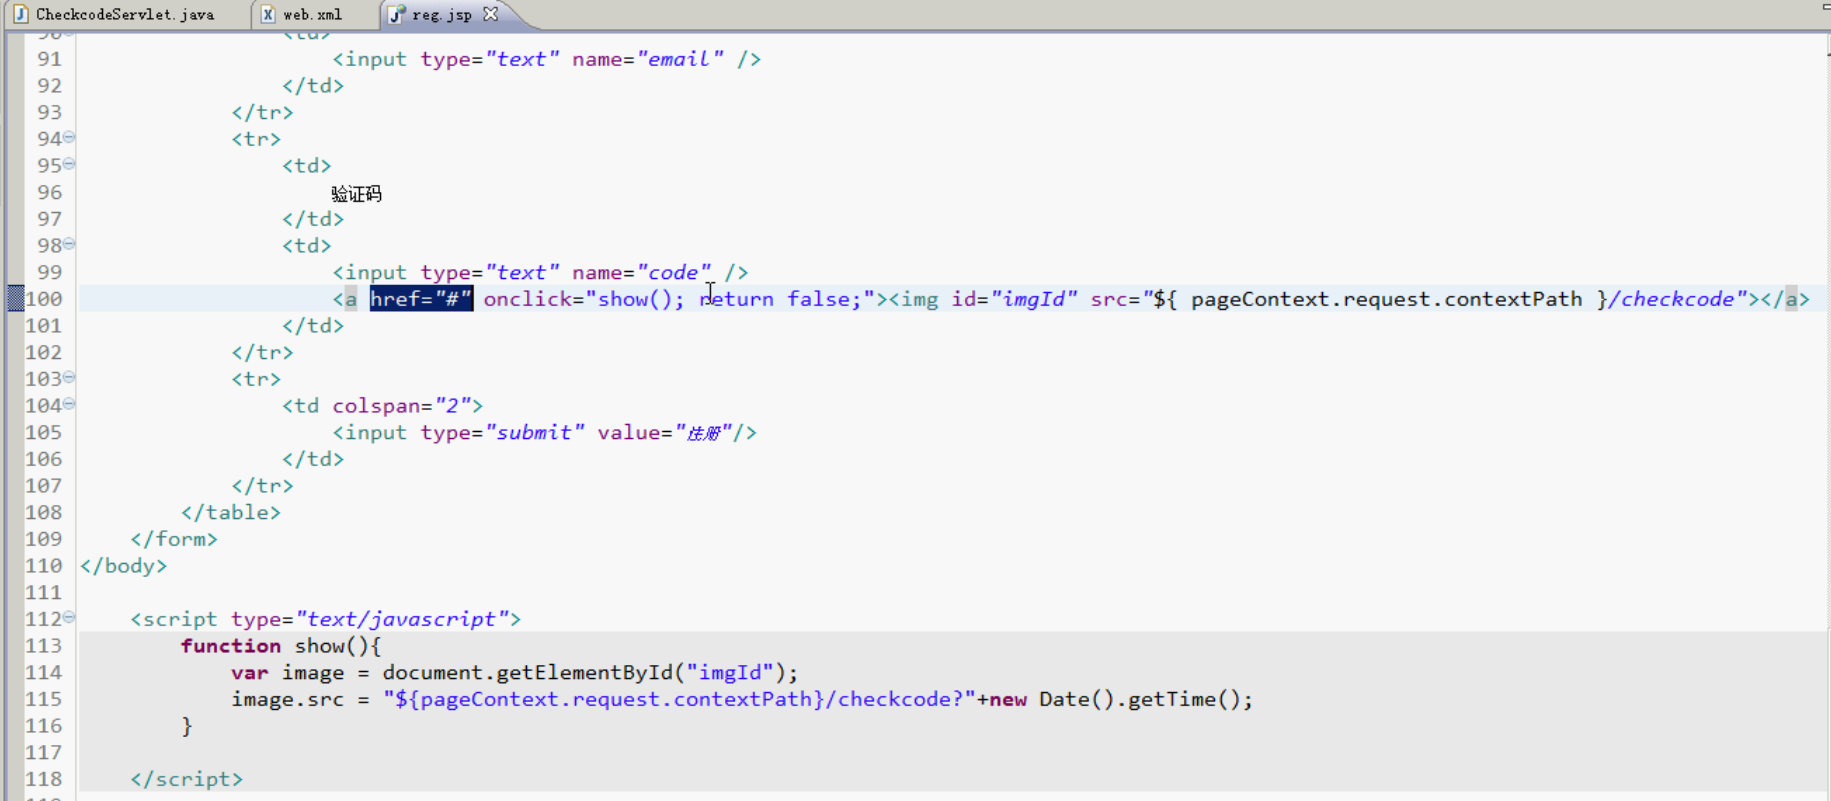 CheckcodeServlet.java web.xml reg.jsp
90 <td>
91 <input type="text" name="email" />
92 </td>
93 </tr>
94 <tr>
95 <td>
96 验证码
97 </td>
98 <td>
99 <input type="text" name="code" />
100 <a href="#" onclick="show(); return false;"><img id="imgId" src="${ pageContext.request.contextPath }/checkcode"></a>
101 </td>
102 </tr>
103 <tr>
104 <td colspan="2">
105 <input type="submit" value="注册"/>
106 </td>
107 </tr>
108 </table>
109 </form>
110 </body>
111
112 <script type="text/javascript">
113 function show(){
114 var image = document.getElementById("imgId");
115 image.src = "${pageContext.request.contextPath}/checkcode?"+new Date().getTime();
116 }
117
118 </script>